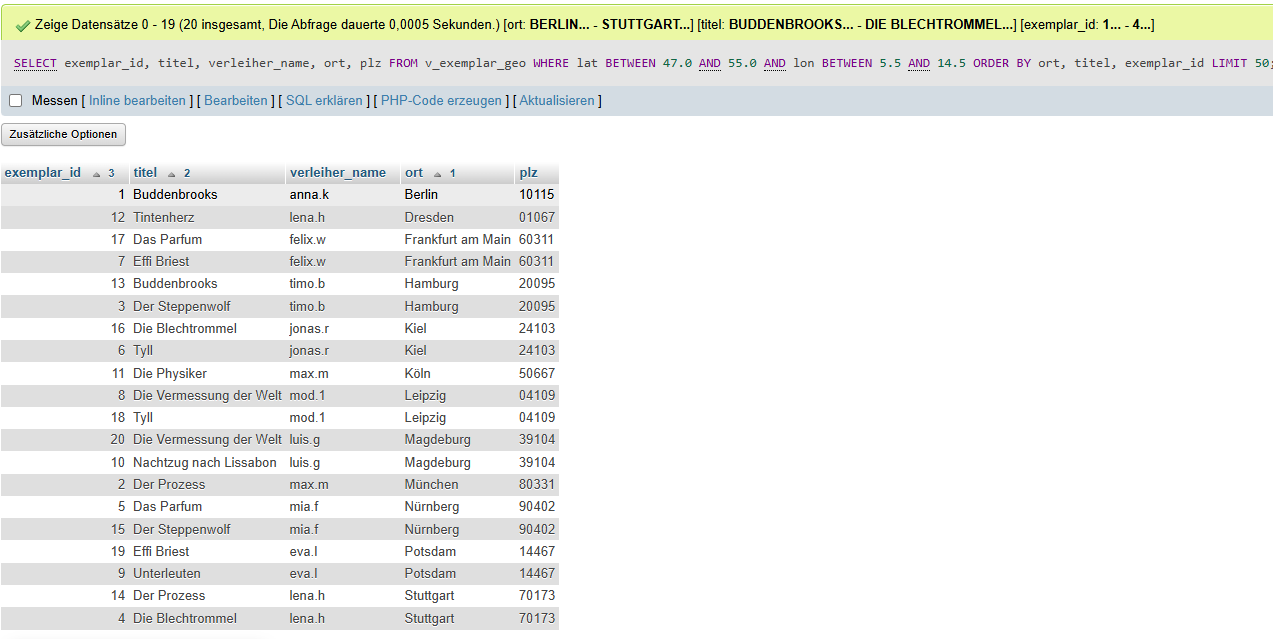 Zeige Datensätze 0 - 19 (20 insgesamt, Die Abfrage dauerte 0,0005 Sekunden.) [ort: BERLIN... - STUTTGART...] [titel: BUDDENBROOKS... - DIE BLECHTROMMEL...] [exemplar_id: 1... - 4...]
SELECT exemplar_id, titel, verleiher_name, ort, plz FROM v_exemplar_geo WHERE lat BETWEEN 47.0 AND 55.0 AND lon BETWEEN 5.5 AND 14.5 ORDER BY ort, titel, exemplar_id LIMIT 50;
Messen [ Inline bearbeiten ] [ Bearbeiten ] [ SQL erklären ] [ PHP-Code erzeugen ] [ Aktualisieren ]
Zusätzliche Optionen
exemplar_id 3 titel 2 verleiher_name ort 1 plz
1 Buddenbrooks anna.k Berlin 10115
12 Tintenherz lena.h Dresden 01067
17 Das Parfum felix.w Frankfurt am Main 60311
7 Effi Briest felix.w Frankfurt am Main 60311
13 Buddenbrooks timo.b Hamburg 20095
3 Der Steppenwolf timo.b Hamburg 20095
16 Die Blechtrommel jonas.r Kiel 24103
6 Tyll jonas.r Kiel 24103
11 Die Physiker max.m Köln 50667
8 Die Vermessung der Welt mod.1 Leipzig 04109
18 Tyll mod.1 Leipzig 04109
20 Die Vermessung der Welt luis.g Magdeburg 39104
10 Nachtzug nach Lissabon luis.g Magdeburg 39104
2 Der Prozess max.m München 80331
5 Das Parfum mia.f Nürnberg 90402
15 Der Steppenwolf mia.f Nürnberg 90402
19 Effi Briest eva.l Potsdam 14467
9 Unterleuten eva.l Potsdam 14467
14 Der Prozess lena.h Stuttgart 70173
4 Die Blechtrommel lena.h Stuttgart 70173